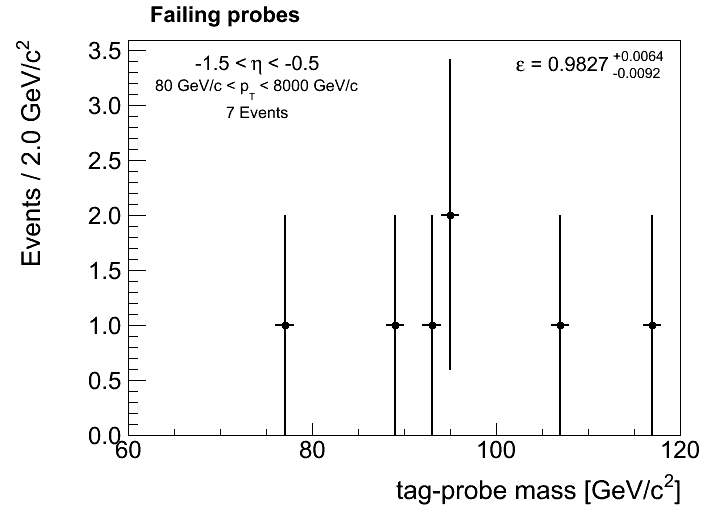 Failing probes
-1.5 < η < -0.5
80 GeV/c < p_T < 8000 GeV/c
7 Events
ε = 0.9827 +0.0064 -0.0092
Events / 2.0 GeV/c²
3.5
3.0
2.5
2.0
1.5
1.0
0.5
0.0
60 80 100 120
tag-probe mass [GeV/c²]